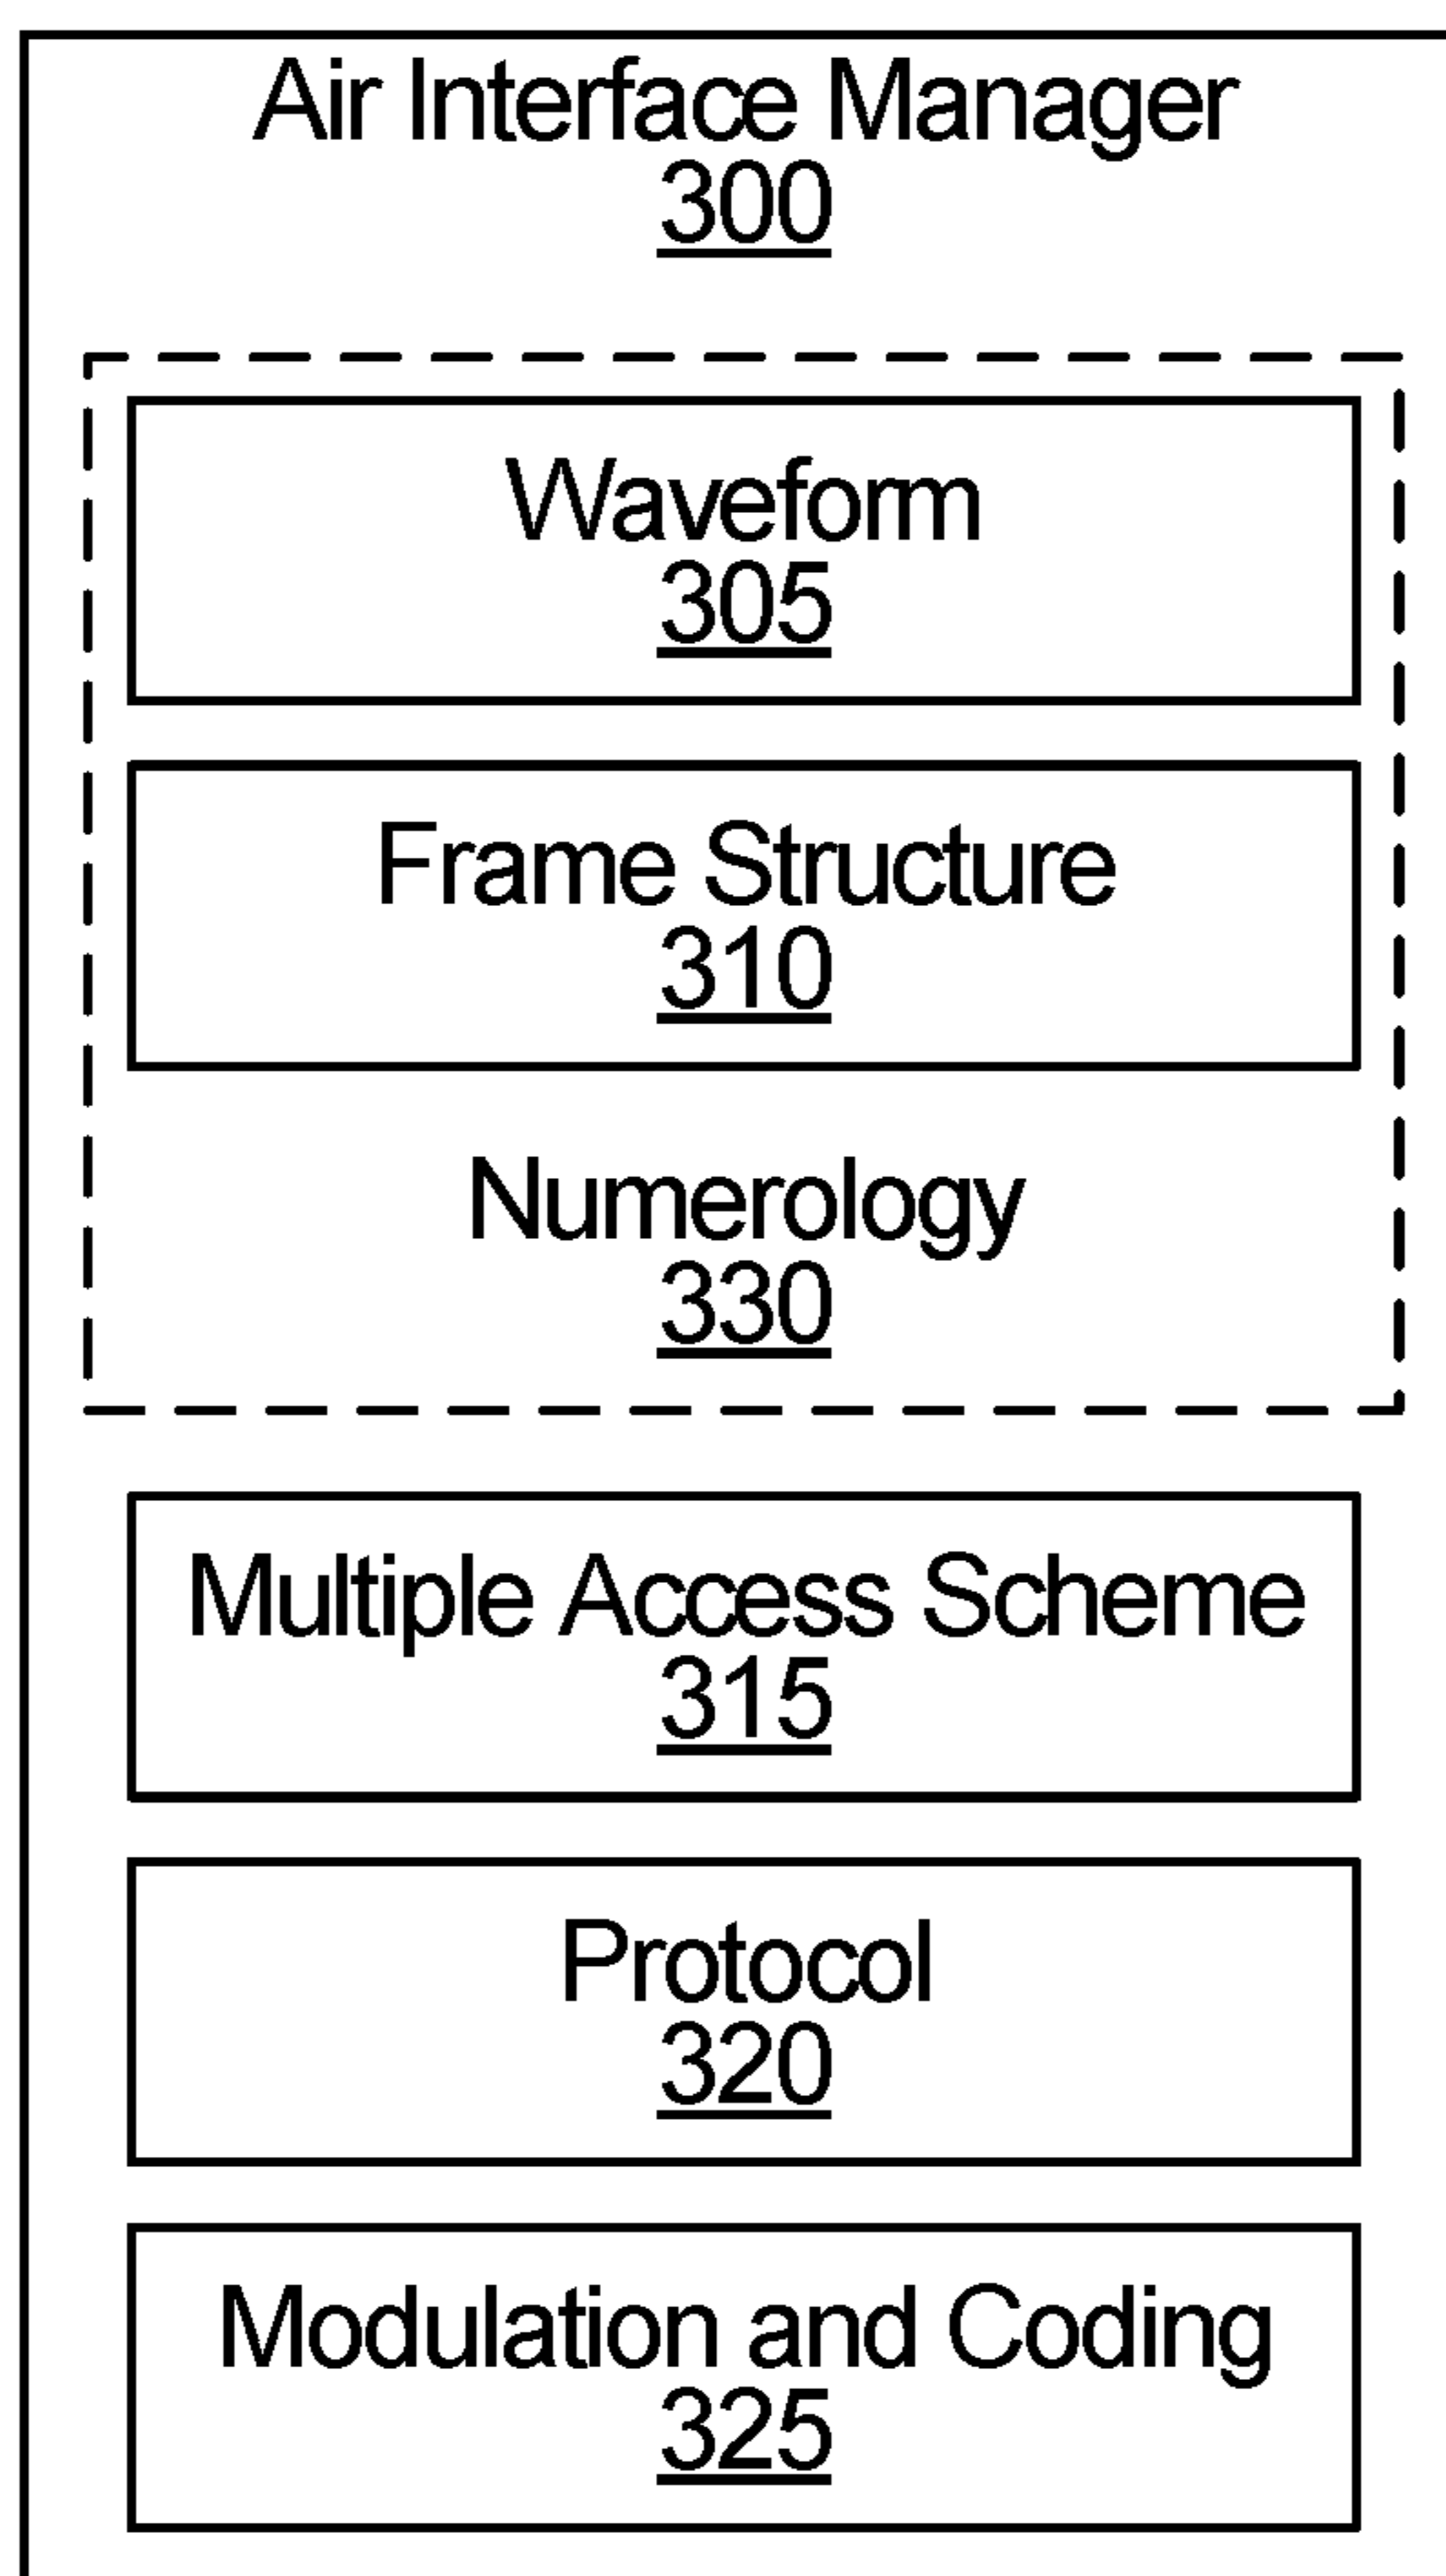 Air Interface Manager
300
Waveform
305
Frame Structure
310
Numerology
330
Multiple Access Scheme
315
Protocol
320
Modulation and Coding
325